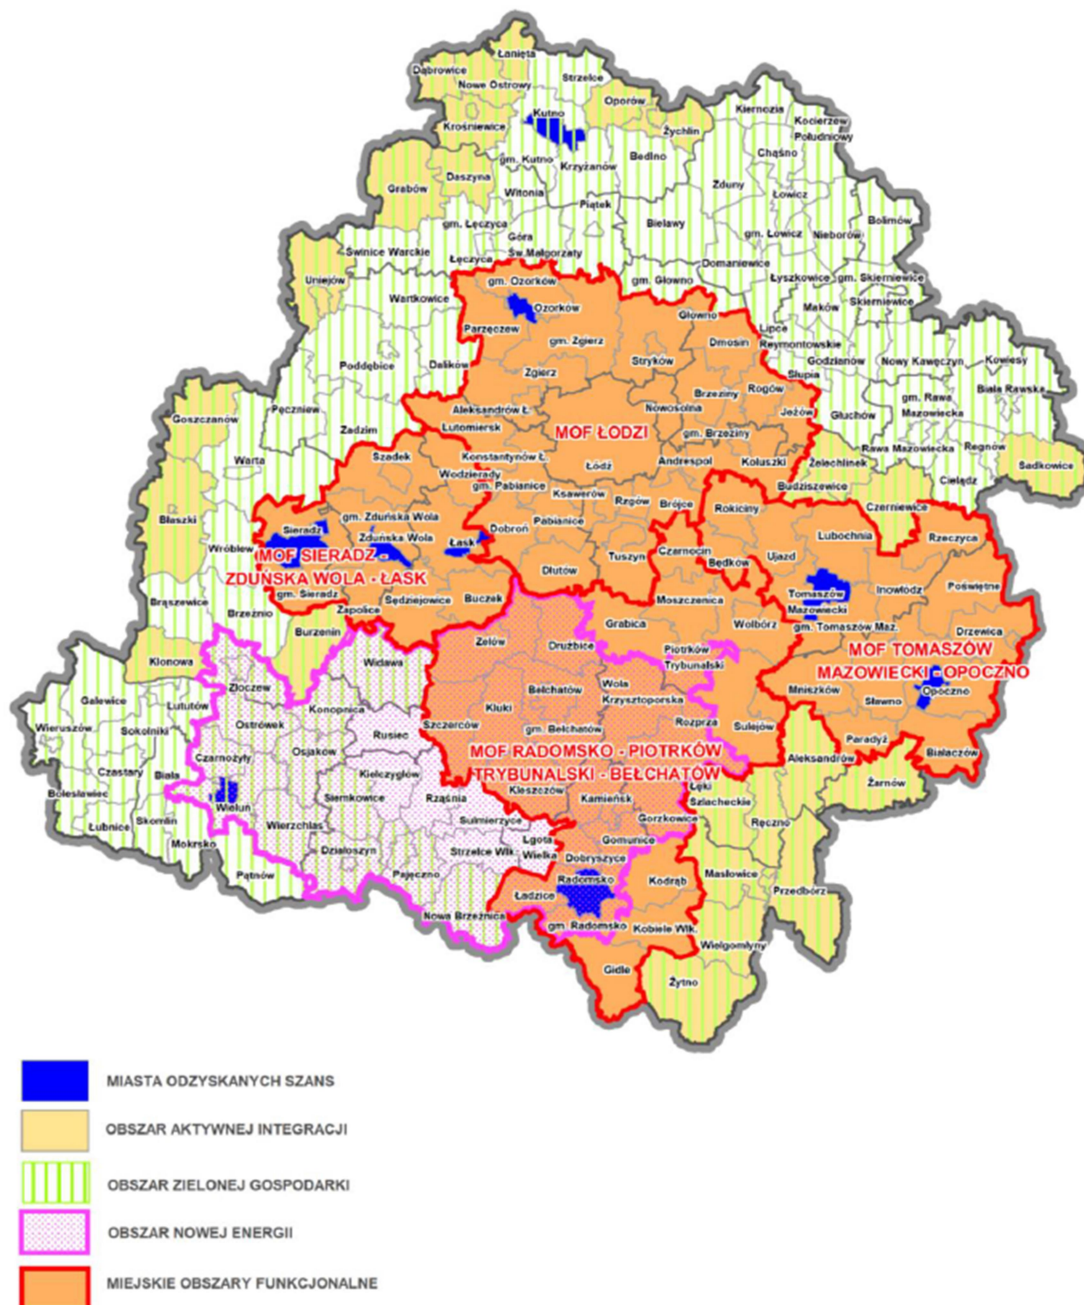 Łanięta
Dąbrowice
Nowe Ostrowy
Strzelce
Oporów
Kutno
Krośniewice
Żychlin
Kiernozia
Kocierzew
Południowy
Chąśno
gm. Kutno
Krzyżanów
Bedlno
Daszyna
Grabów
Witonia
Zduny
Łowicz
Piątek
Bielawy
Bolimów
gm. Łęczyca
Góra
Św.Małgorzaty
gm. Łowicz
Nieborów
Świnice Warckie
Łęczyca
Domaniewice
Uniejów
gm. Ozorków
gm. Głowno
Łyszkowice
gm. Skierniewice
Wartkowice
Ozorków
Maków
Skierniewice
Parzęczew
Głowno
Lipce
Reymontowskie
gm. Zgierz
Dmosin
Stryków
Godzianów
Nowy Kawęczyn
Kowiesy
Poddębice
Dalików
Zgierz
Rogów
Słupia
Biała Rawska
Brzeziny
gm. Rawa
Mazowiecka
Goszczanów
Pęczniew
Aleksandrów Ł.
Nowosolna
Jeżów
Głuchów
Zadzim
Lutomiersk
MOF ŁODZI
gm. Brzeziny
Rawa Mazowiecka
Regnów
Szadek
Konstantynów Ł.
Łódź
Andrespol
Koluszki
Żelechlinek
Sadkowice
Warta
Wodzierady
gm. Pabianice
Budziszewice
Cielądz
Ksawerów
Rzgów
Brójce
Rokiciny
Czerniewice
Błaszki
Sieradz
gm. Zduńska Wola
Zduńska Wola
Łask
Dobroń
Pabianice
Lubochnia
Rzeczyca
Wróblew
MOF SIERADZ -
ZDUŃSKA WOLA - ŁASK
Tuszyn
Czarnocin
Będków
Ujazd
Dłutów
Inowłódz
Poświętne
gm. Sieradz
Sędziejowice
Buczek
Moszczenica
Tomaszów
Mazowiecki
Brąszewice
Brzeźnio
Zapolice
Grabica
Wolbórz
gm. Tomaszów Maz.
Drzewica
Burzenin
Zelów
Drużbice
Piotrków
Trybunalski
MOF TOMASZÓW
MAZOWIECKI - OPOCZNO
Klonowa
Widawa
Złoczew
Bełchatów
Wola
Krzysztoporska
Mniszków
Opoczno
Galewice
Lututów
Konopnica
Kluki
Sławno
Wieruszów
Sokolniki
Ostrówek
Szczerców
gm. Bełchatów
Rozprza
Sulejów
Rusiec
Paradyż
Białaczów
Czarnożyły
Osjaków
MOF RADOMSKO - PIOTRKÓW
TRYBUNALSKI - BEŁCHATÓW
Aleksandrów
Czastary
Biała
Kiełczygłów
Kleszczów
Łęki
Szlacheckie
Żarnów
Bolesławiec
Wieluń
Siemkowice
Rząśnia
Kamieńsk
Łubnice
Skomlin
Wierzchlas
Sulmierzyce
Gorzkowice
Ręczno
Mokrsko
Działoszyn
Strzelce Wlk.
Lgota
Wielka
Gomunice
Dobryszyce
Pątnów
Pajęczno
Radomsko
Kodrąb
Masłowice
Przedbórz
Ładzice
Nowa Brzeźnica
gm. Radomsko
Kobiele Wlk.
Wielgomłyny
Gidle
Żytno
MIASTA ODZYSKANYCH SZANS
OBSZAR AKTYWNEJ INTEGRACJI
OBSZAR ZIELONEJ GOSPODARKI
OBSZAR NOWEJ ENERGII
MIEJSKIE OBSZARY FUNKCJONALNE